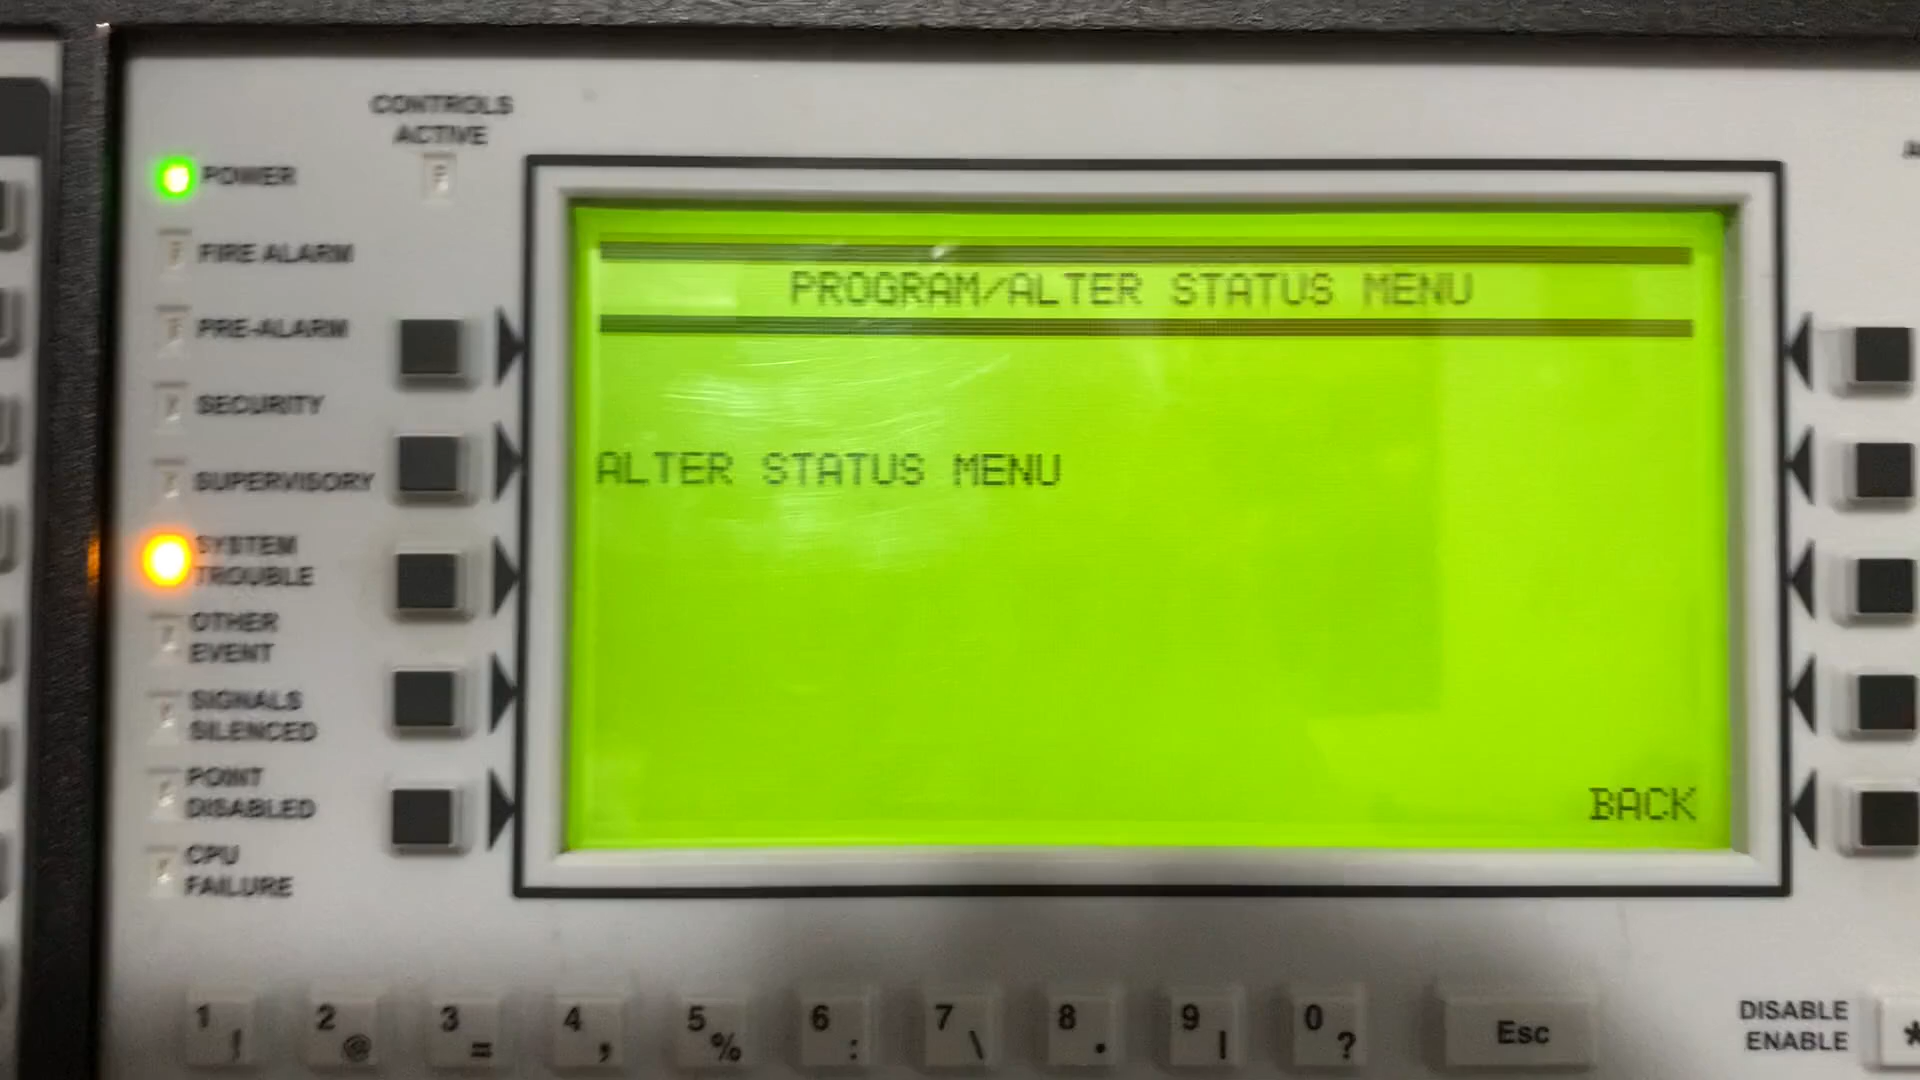 CONTROLS
ACTIVE
POWER
FIRE ALARM
PRE-ALARM
SECURITY
SUPERVISORY
SYSTEM
TROUBLE
OTHER
EVENT
SIGNALS
SILENCED
POINT
DISABLED
CPU
FAILURE
PROGRAM/ALTER STATUS MENU
ALTER STATUS MENU
BACK
1 !
2 @
3 =
4 ,
5 %
6 :
7 \
8 .
9 |
0 ?
Esc
DISABLE
ENABLE
*